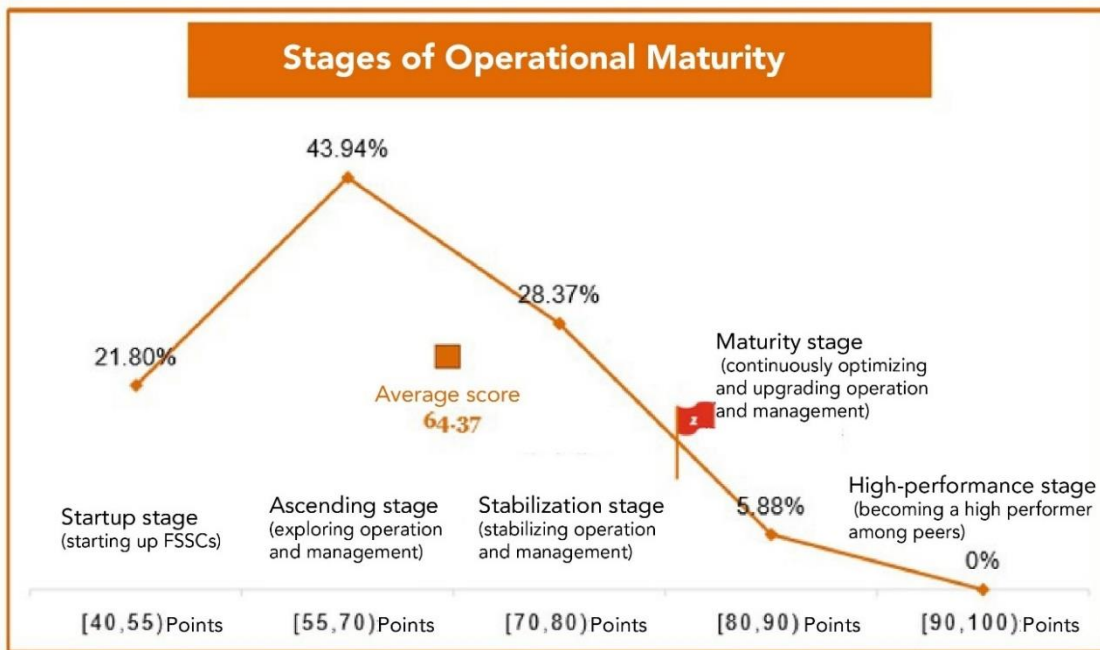 Stages of Operational Maturity
43.94%
28.37%
21.80%
Average score
64.37
Maturity stage
(continuously optimizing
and upgrading operation
and management)
z
Startup stage
(starting up FSSCs)
Ascending stage
(exploring operation
and management)
Stabilization stage
(stabilizing operation
and management)
5.88%
High-performance stage
(becoming a high performer
among peers)
0%
[40,55) Points
[55,70) Points
[70,80) Points
[80,90) Points
[90,100) Points